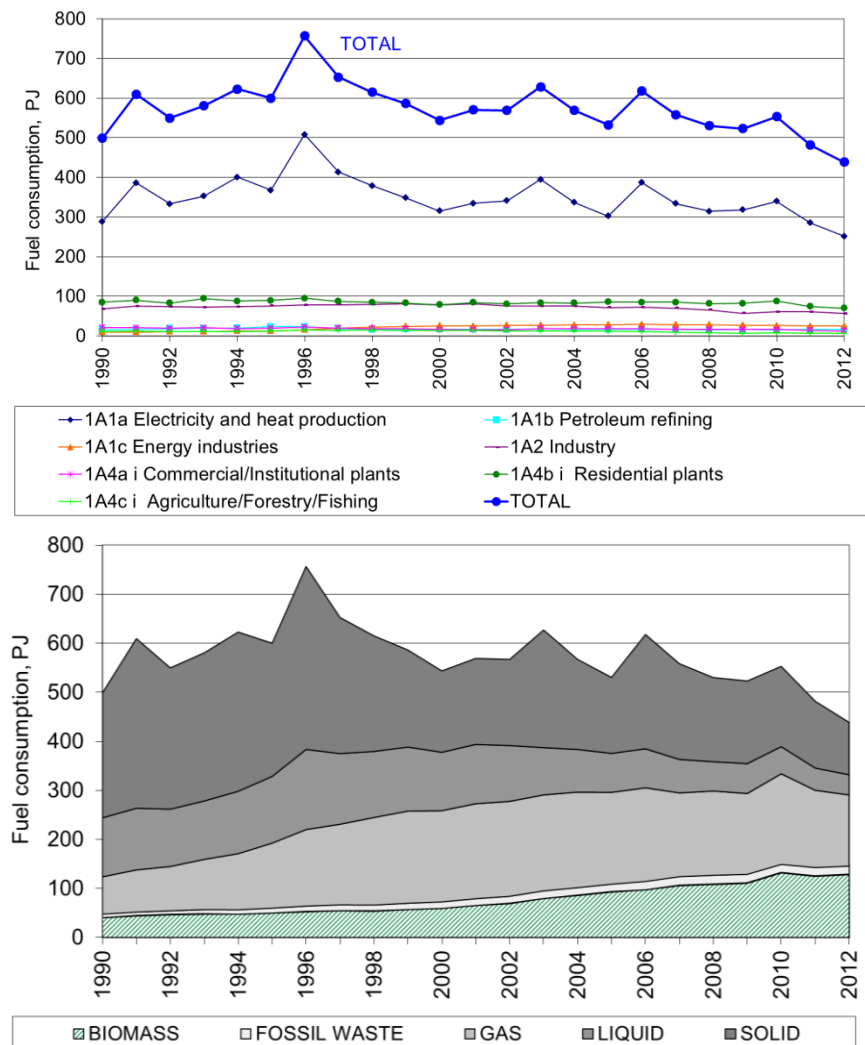 800
700
600
500
400
300
200
100
0
Fuel consumption, PJ
TOTAL
1990 1992 1994 1996 1998 2000 2002 2004 2006 2008 2010 2012
1A1a Electricity and heat production 1A1b Petroleum refining
1A1c Energy industries 1A2 Industry
1A4a i Commercial/Institutional plants 1A4b i Residential plants
1A4c i Agriculture/Forestry/Fishing TOTAL
800
700
600
500
400
300
200
100
0
Fuel consumption, PJ
1990 1992 1994 1996 1998 2000 2002 2004 2006 2008 2010 2012
BIOMASS FOSSIL WASTE GAS LIQUID SOLID